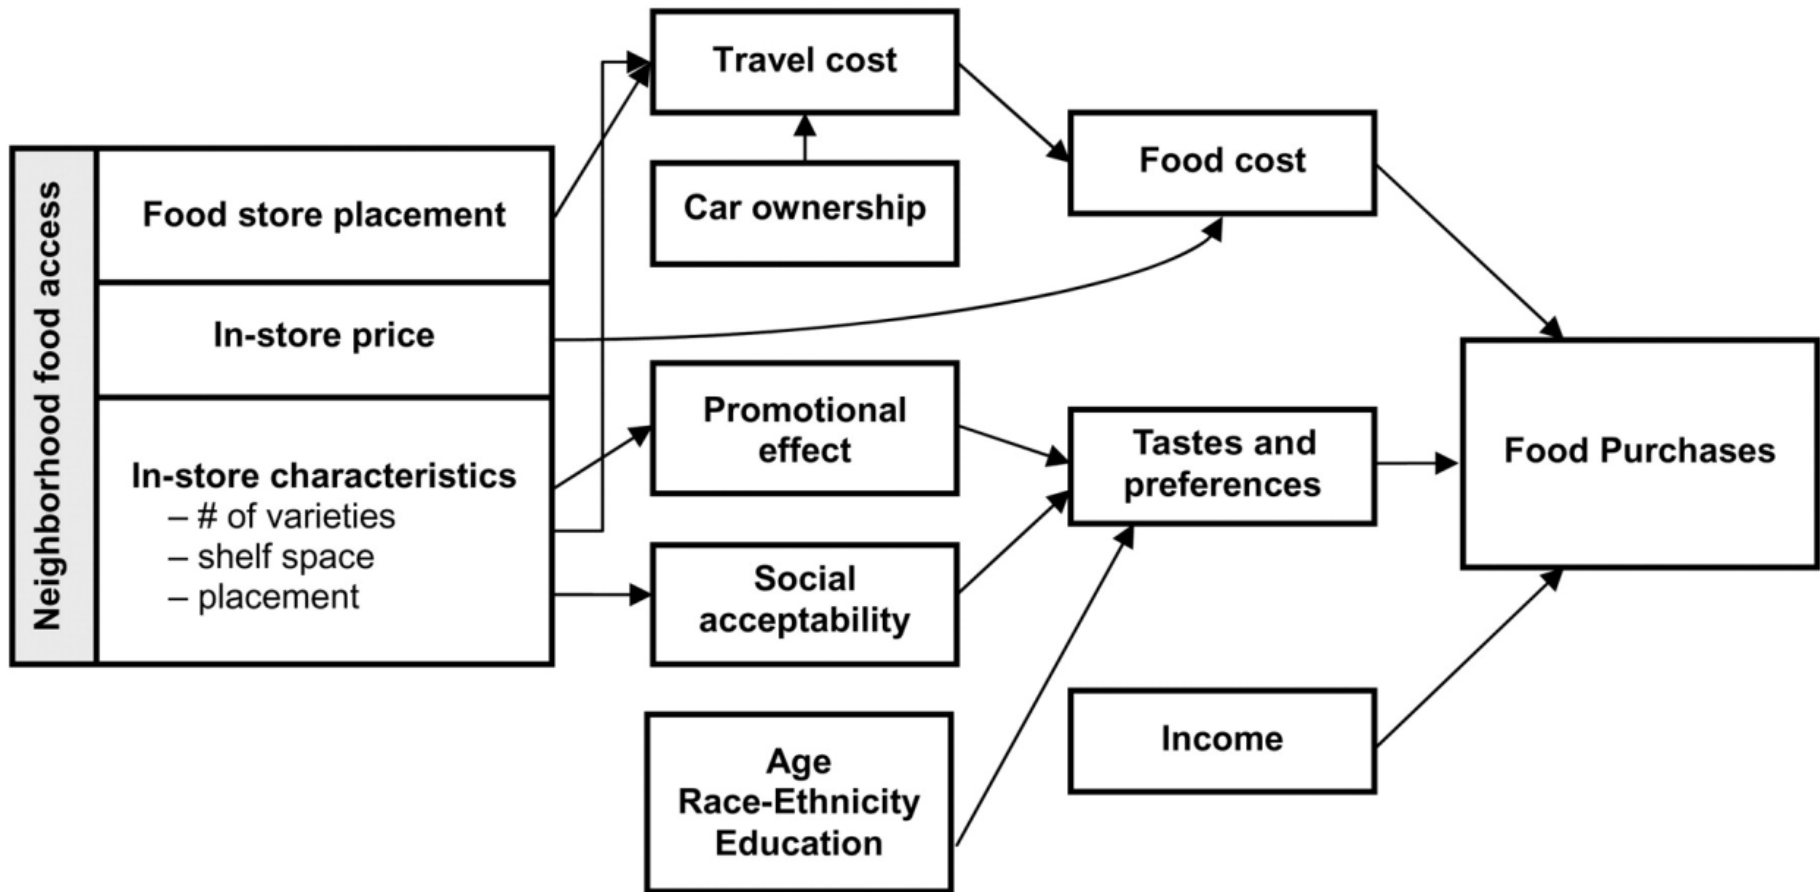 Neighborhood food access
Food store placement
In-store price
In-store characteristics
– # of varieties
– shelf space
– placement
Travel cost
Car ownership
Promotional
effect
Social
acceptability
Age
Race-Ethnicity
Education
Food cost
Tastes and
preferences
Income
Food Purchases